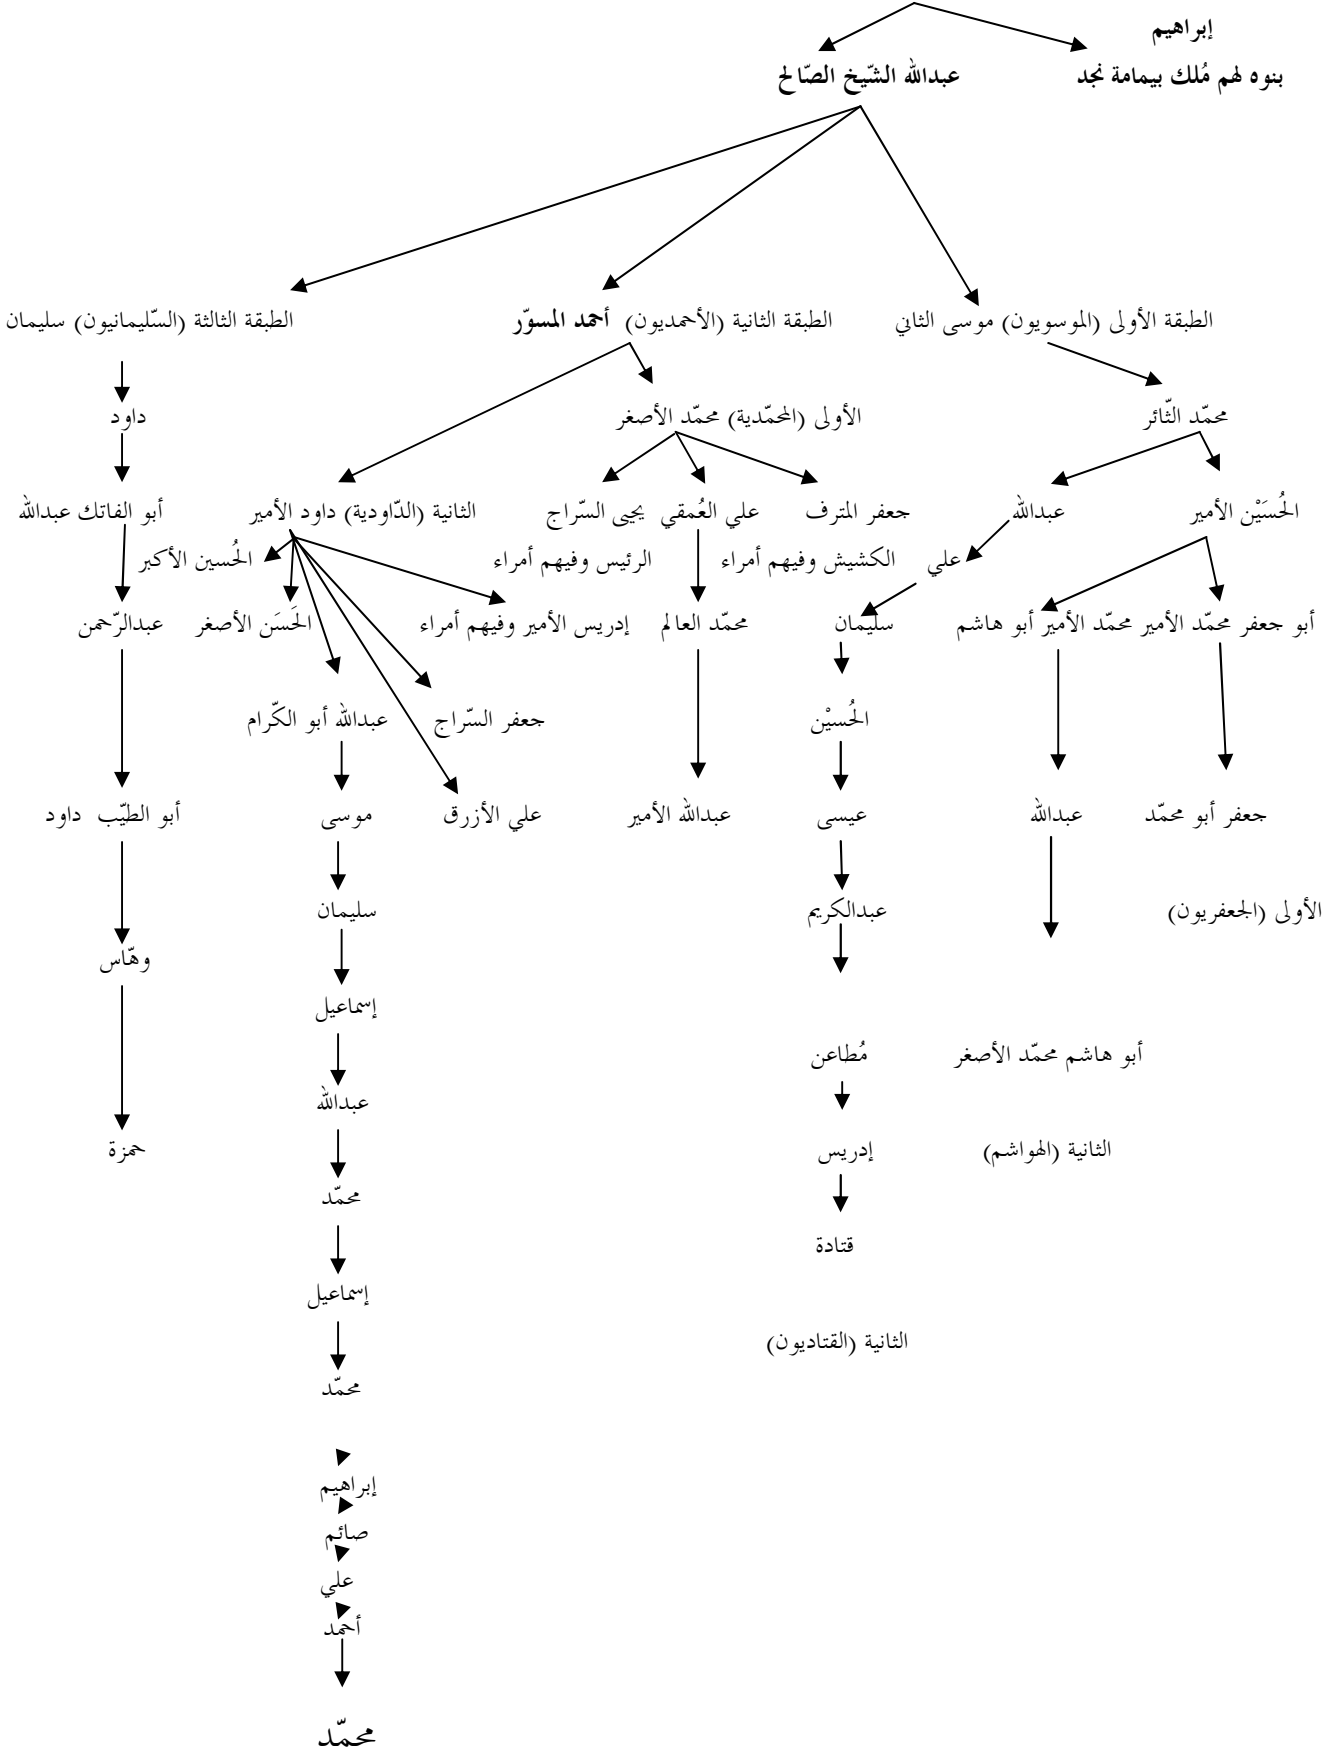 إبراهيم
عبدالله الشّيخ الصّالح
بنوه لهم مُلك بيمامة نجد
الطبقة الأولى (الموسويون) موسى الثاني
الطبقة الثانية (الأحمديون) أحمد المسوّر
الطبقة الثالثة (السّليمانيون) سليمان
محمّد الثّائر
الأولى (المحمّدية) محمّد الأصغر
داود
الحُسَيْن الأمير
عبدالله
جعفر المترف
علي العُمقي
يحيى السّراج
الثانية (الدّاودية) داود الأمير
أبو الفاتك عبدالله
علي
الكشيش وفيهم أمراء
الرئيس وفيهم أمراء
الحُسين الأكبر
أبو جعفر محمّد الأمير
محمّد الأمير أبو هاشم
سليمان
محمّد العالم
إدريس الأمير وفيهم أمراء
الحَسَن الأصغر
عبدالرّحمن
الحُسيْن
جعفر السّراج
عبدالله أبو الكّرام
جعفر أبو محمّد
عبدالله
عيسى
عبدالله الأمير
علي الأزرق
موسى
أبو الطيّب داود
الأولى (الجعفريون)
عبدالكريم
سليمان
وهّاس
إسماعيل
أبو هاشم محمّد الأصغر
مُطاعن
عبدالله
الثانية (الهواشم)
إدريس
حمزة
محمّد
قتادة
إسماعيل
الثانية (القتاديون)
محمّد
إبراهيم
صائم
علي
أحمد
محمّد